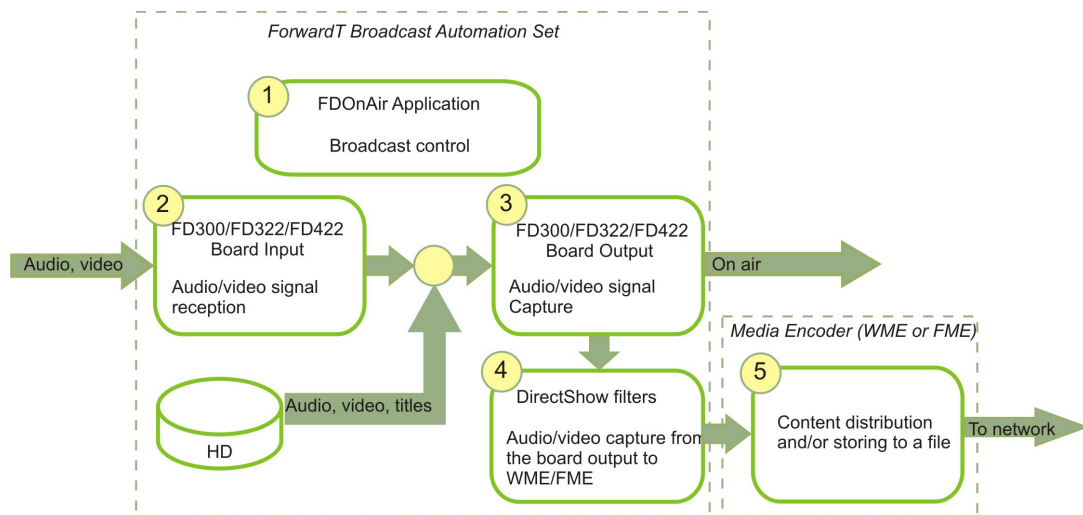 ForwardT Broadcast Automation Set
1
FDOnAir Application
Broadcast control
2
FD300/FD322/FD422
Board Input
Audio/video signal
reception
3
FD300/FD322/FD422
Board Output
Audio/video signal
Capture
Audio, video
On air
Media Encoder (WME or FME)
4
DirectShow filters
Audio/video capture from
the board output to
WME/FME
5
Content distribution
and/or storing to a file
To network
Audio, video, titles
HD